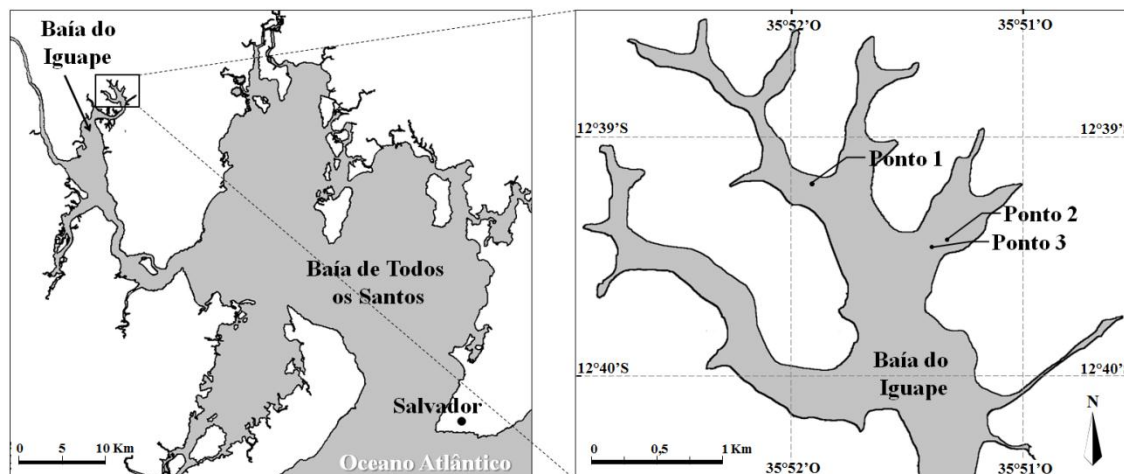 Baía do
Iguape
Baía de Todos
os Santos
Salvador
Oceano Atlântico
0 5 10 Km
35°52’O
35°51’O
12°39’S
12°39’S
Ponto 1
Ponto 2
Ponto 3
Baía do
Iguape
12°40’S
12°40’S
N
0 0,5 1 Km
35°52’O
35°51’O